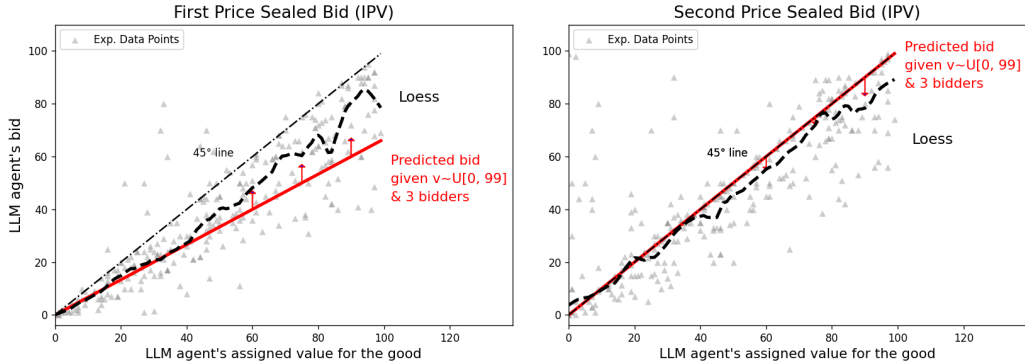 First Price Sealed Bid (IPV)
100
80
60
40
20
0
0
20
40
60
80
100
120
LLM agent's bid
LLM agent's assigned value for the good
Exp. Data Points
45° line
Loess
Predicted bid
given v~U[0, 99]
& 3 bidders
Second Price Sealed Bid (IPV)
100
80
60
40
20
0
0
20
40
60
80
100
120
LLM agent's assigned value for the good
Exp. Data Points
45° line
Predicted bid
given v~U[0, 99]
& 3 bidders
Loess